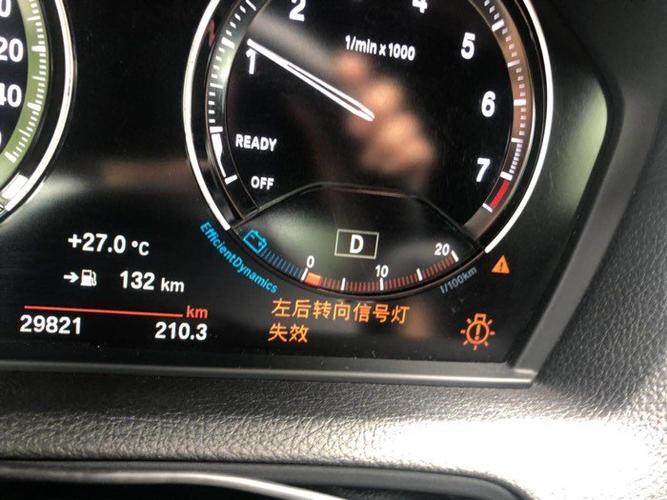 2
4
1/min x 1000
5
1
20
6
40
READY
7
OFF
+27.0 °C
D
EfficientDynamics
0
10
20
l/100km
132 km
km
29821
210.3
左后转向信号灯
失效